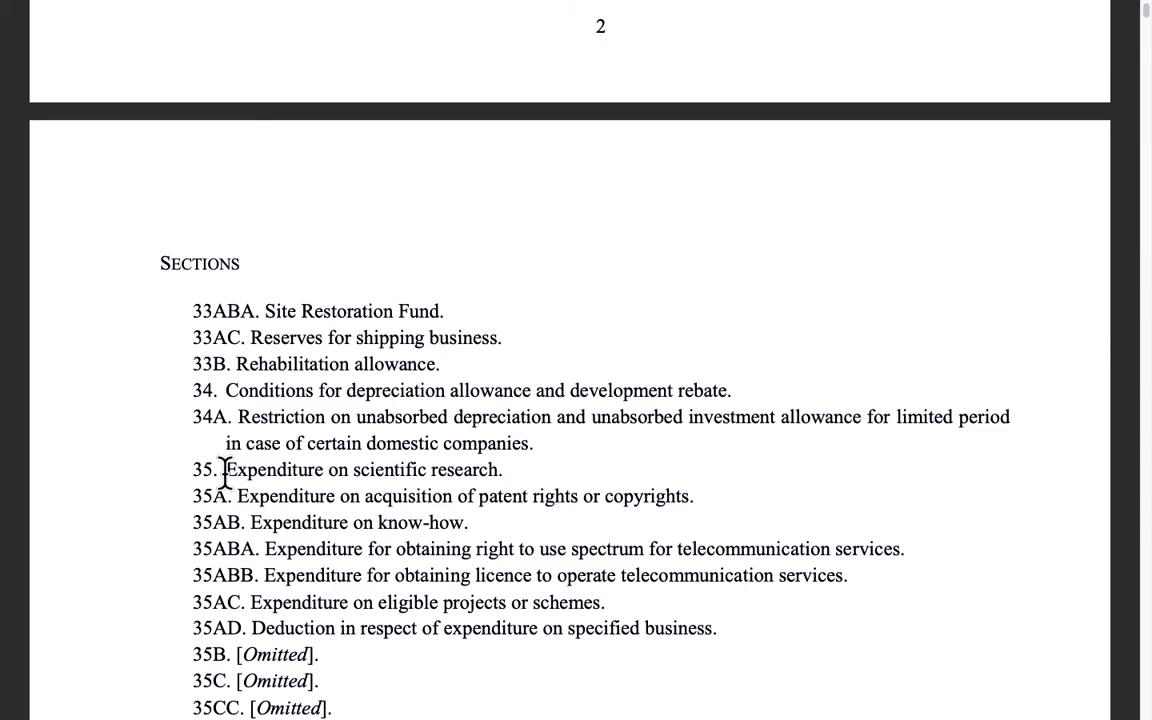 2
SECTIONS
33ABA. Site Restoration Fund.
33AC. Reserves for shipping business.
33B. Rehabilitation allowance.
34. Conditions for depreciation allowance and development rebate.
34A. Restriction on unabsorbed depreciation and unabsorbed investment allowance for limited period
in case of certain domestic companies.
35. Expenditure on scientific research.
35A. Expenditure on acquisition of patent rights or copyrights.
35AB. Expenditure on know-how.
35ABA. Expenditure for obtaining right to use spectrum for telecommunication services.
35ABB. Expenditure for obtaining licence to operate telecommunication services.
35AC. Expenditure on eligible projects or schemes.
35AD. Deduction in respect of expenditure on specified business.
35B. [Omitted].
35C. [Omitted].
35CC. [Omitted].